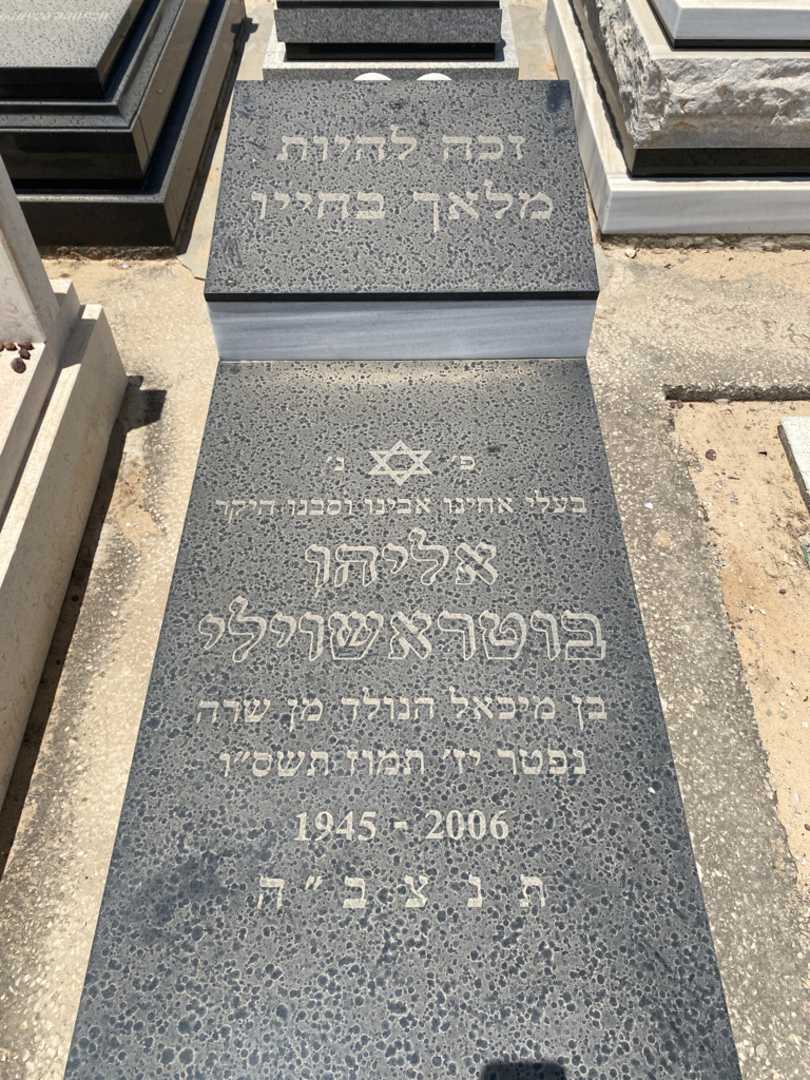 זכה להיות
מלאך בחייו
פ׳ נ׳
בעלי אחינו אבינו וסבנו היקר
אליהו
בוטראשוילי
בן מיכאל הנולד מן שרה
נפטר יז׳ תמוז תשס״ו
1945 - 2006
ת נ צ ב ״ ה